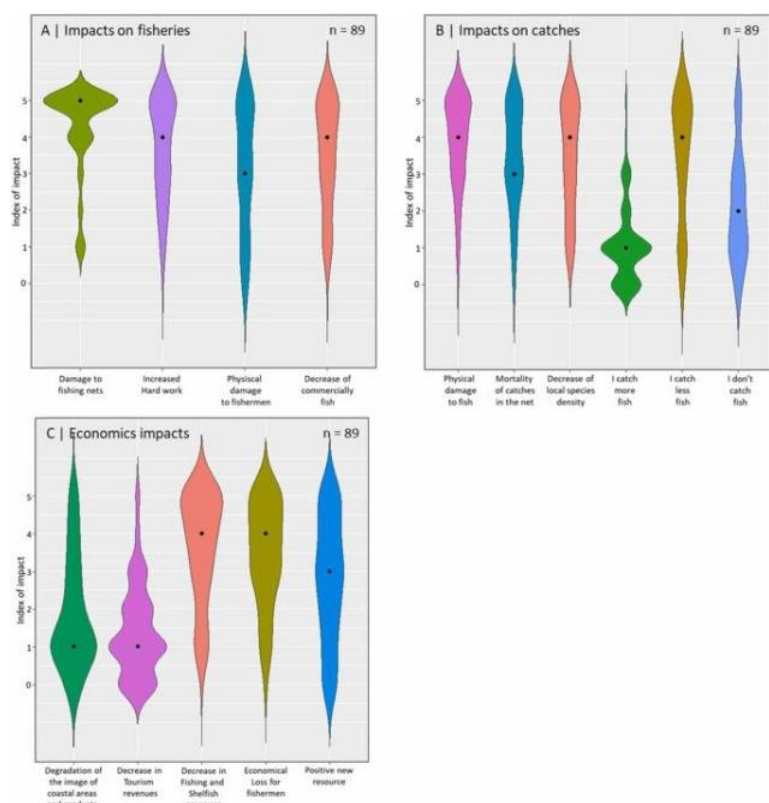 A | Impacts on fisheries
n = 89
Index of impact
5
4
3
2
1
0
Damage to
fishing nets
Increased
Hard work
Physiscal
damage
to fishermen
Decrease of
commercially
fish
B | Impacts on catches
n = 89
Index of impact
5
4
3
2
1
0
Physical
damage
to fish
Mortality
of catches
in the net
Decrease of
local species
density
I catch
more
fish
I catch
less
fish
I don't
catch
fish
C | Economics impacts
n = 89
Index of impact
5
4
3
2
1
0
Degradation of
the image of
coastal areas
Decrease in
Tourism
revenues
Decrease in
Fishing and
Shelfish
Economical
Loss for
fishermen
Positive new
resource